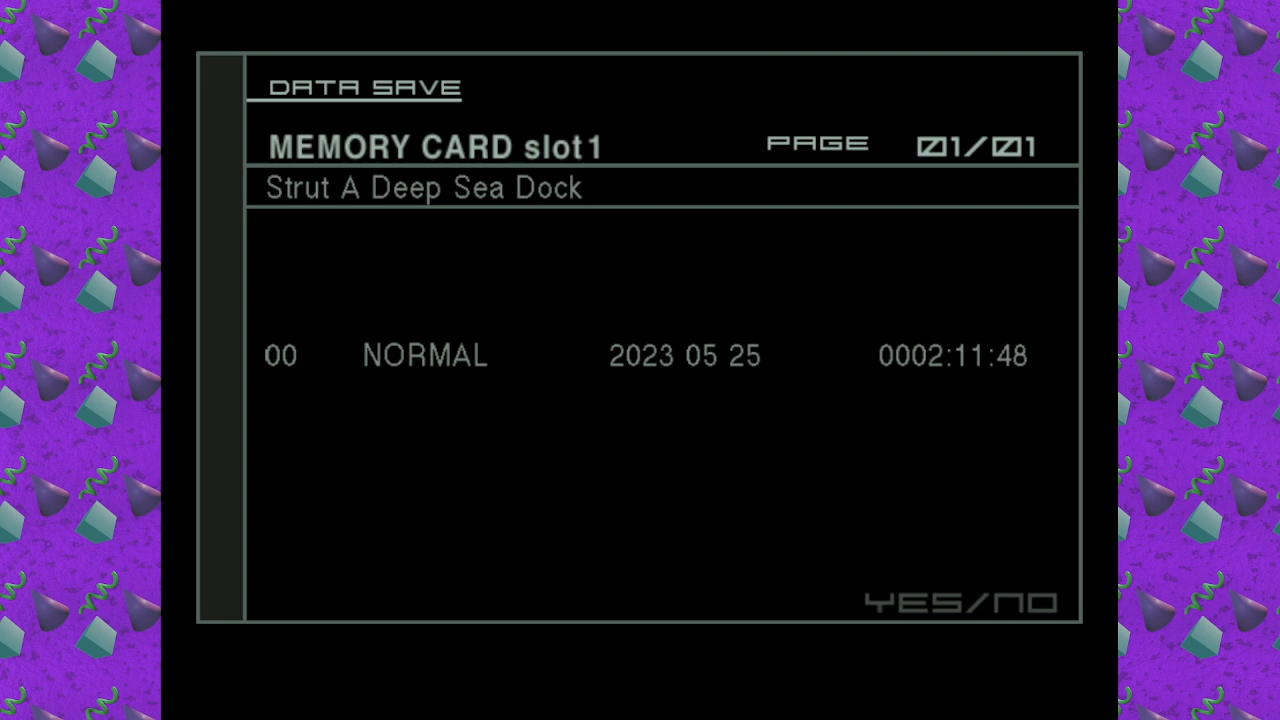 DATA SAVE
MEMORY CARD slot1 PAGE 01/01
Strut A Deep Sea Dock
00 NORMAL 2023 05 25 0002:11:48
YES/NO